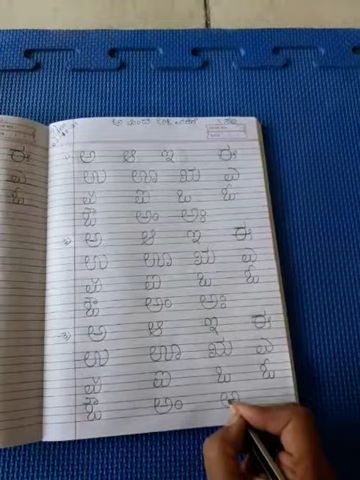 ಅ ಆ ಇ ಈ
ಉ ಊ ಋ ಎ
ಏ ಐ ಒ ಓ
ಔ ಅಂ ಅಃ
ಅ ಆ ಇ ಈ
ಉ ಊ ಋ ಎ
ಏ ಐ ಒ ಓ
ಔ ಅಂ ಅಃ
ಅ ಆ ಇ ಈ
ಉ ಊ ಋ ಎ
ಏ ಐ ಒ ಓ
ಔ ಅಂ